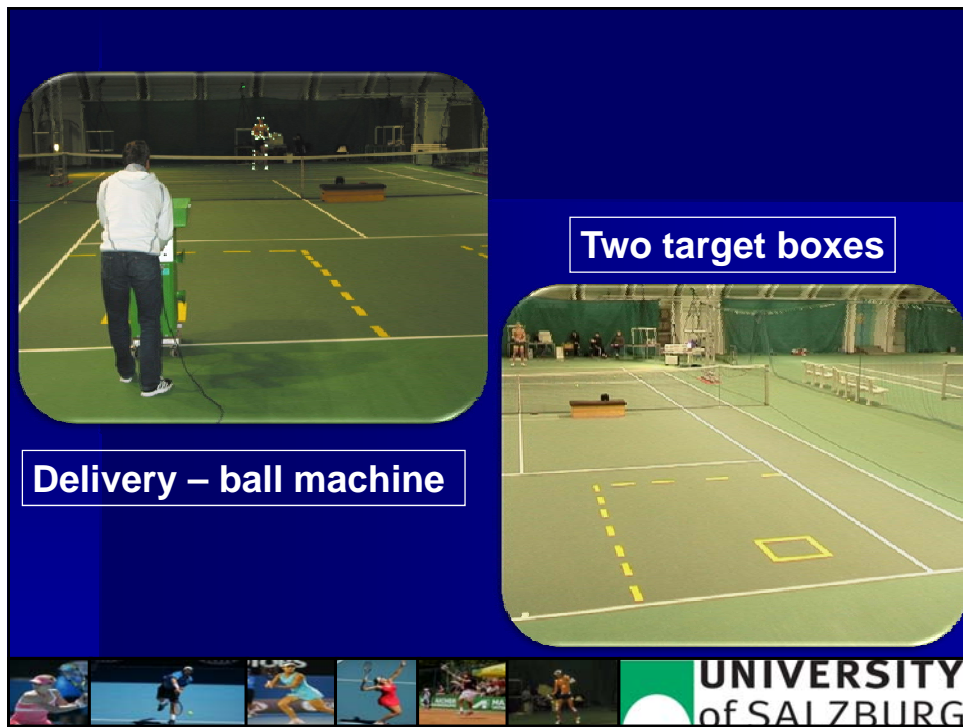 Two target boxes
Delivery – ball machine
UNIVERSITY
of SALZBURG